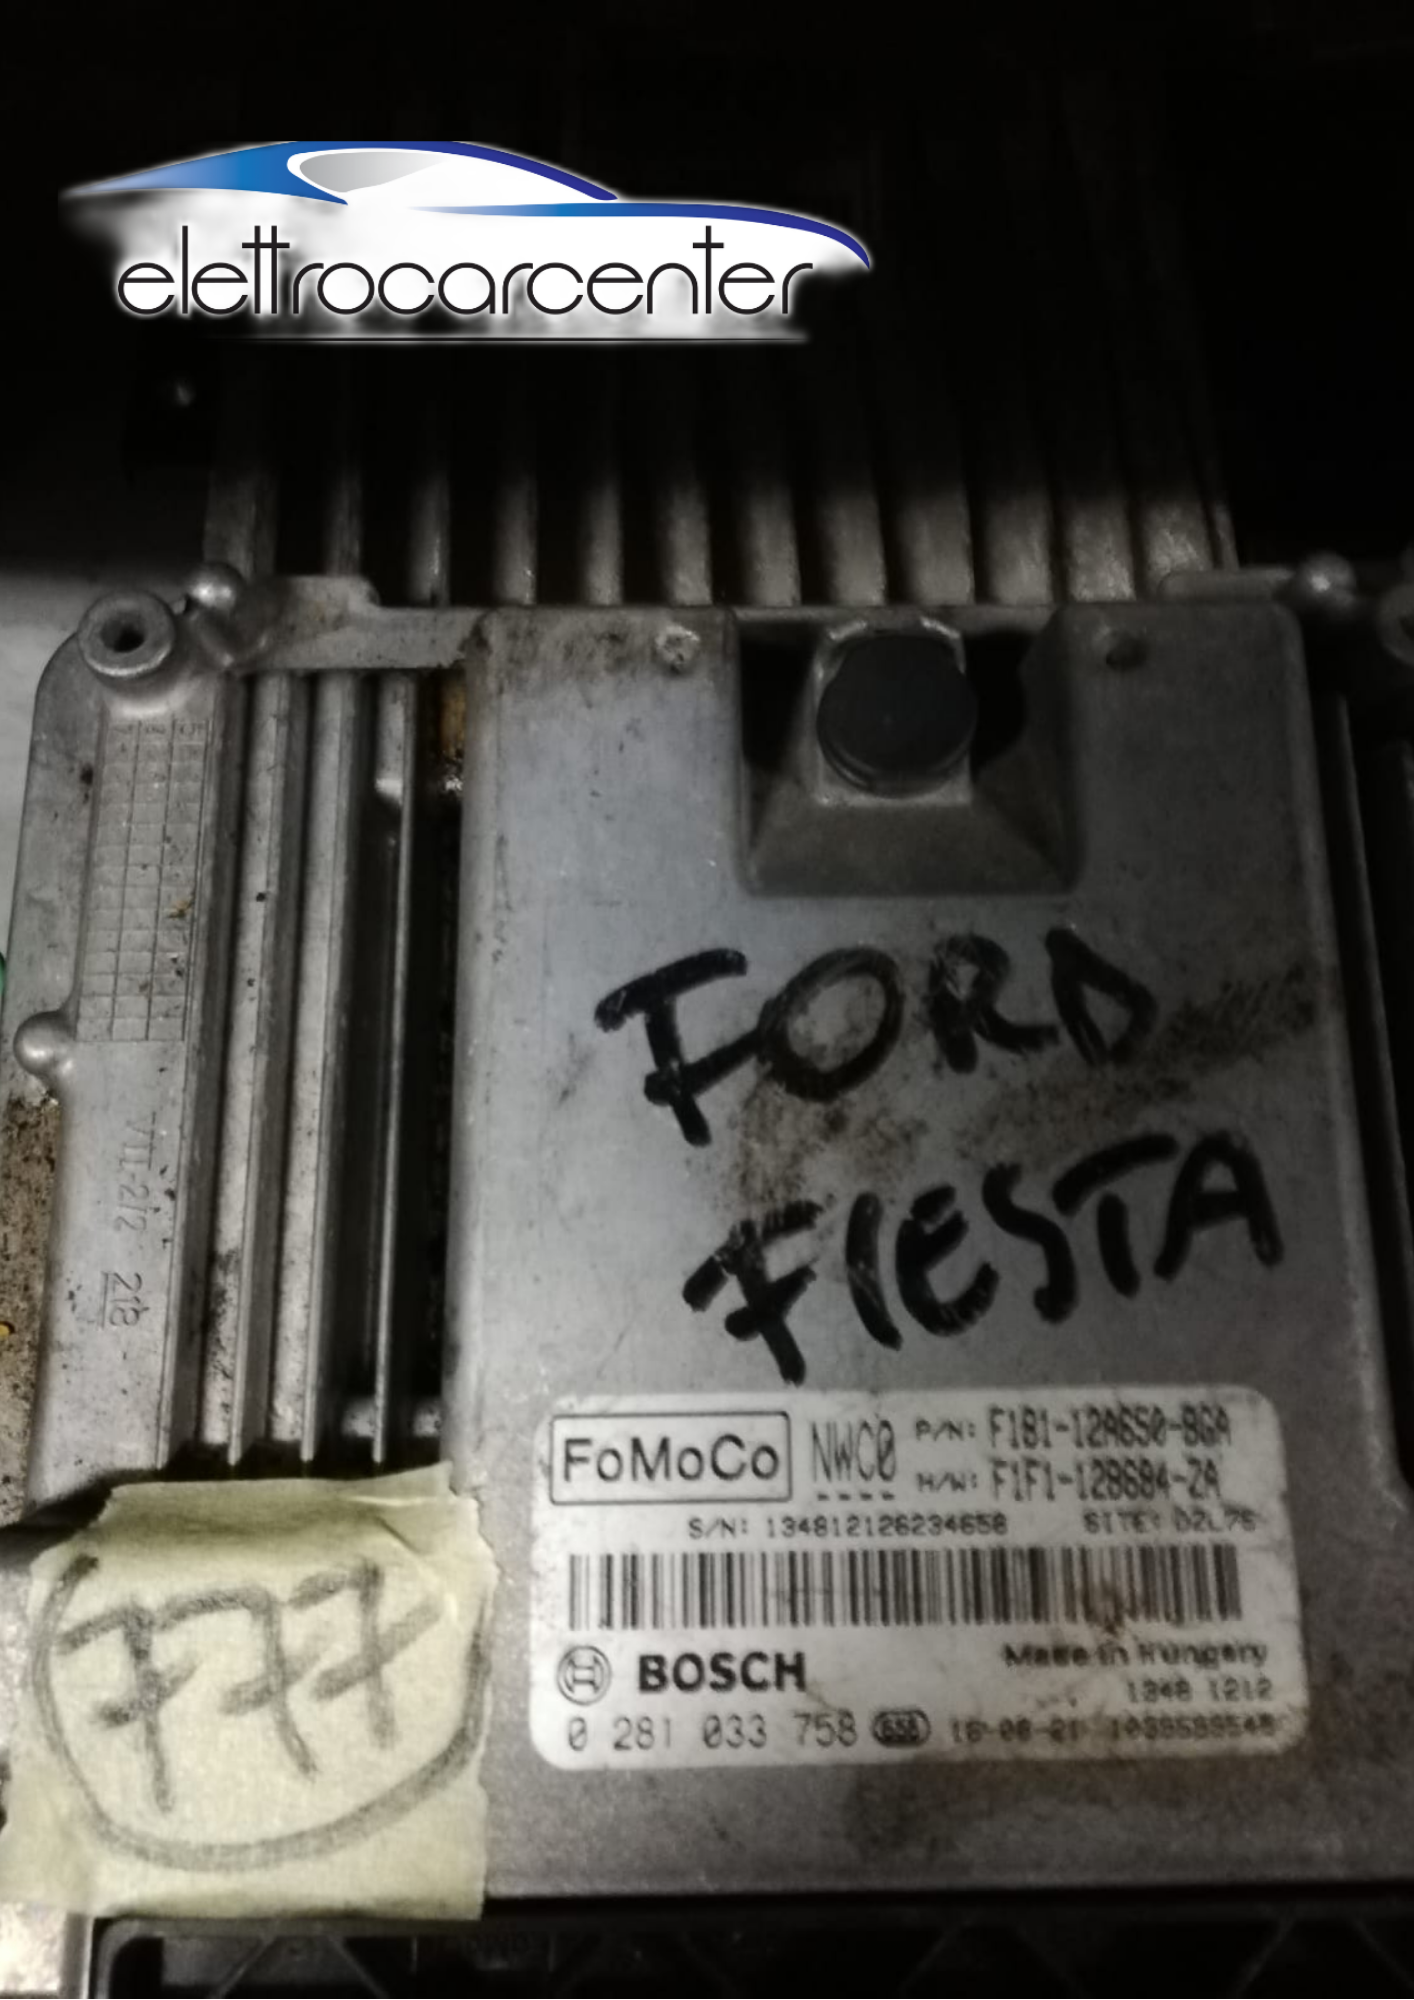 elettrocarcenter
FORD
FIESTA
FoMoCo NWC0 P/N: F1B1-12A650-BGA
H/W: F1F1-12B684-ZA
S/N: 134812126234658 SITE:
BOSCH Made in Hungary
1348 1212
0 281 033 758
777
218